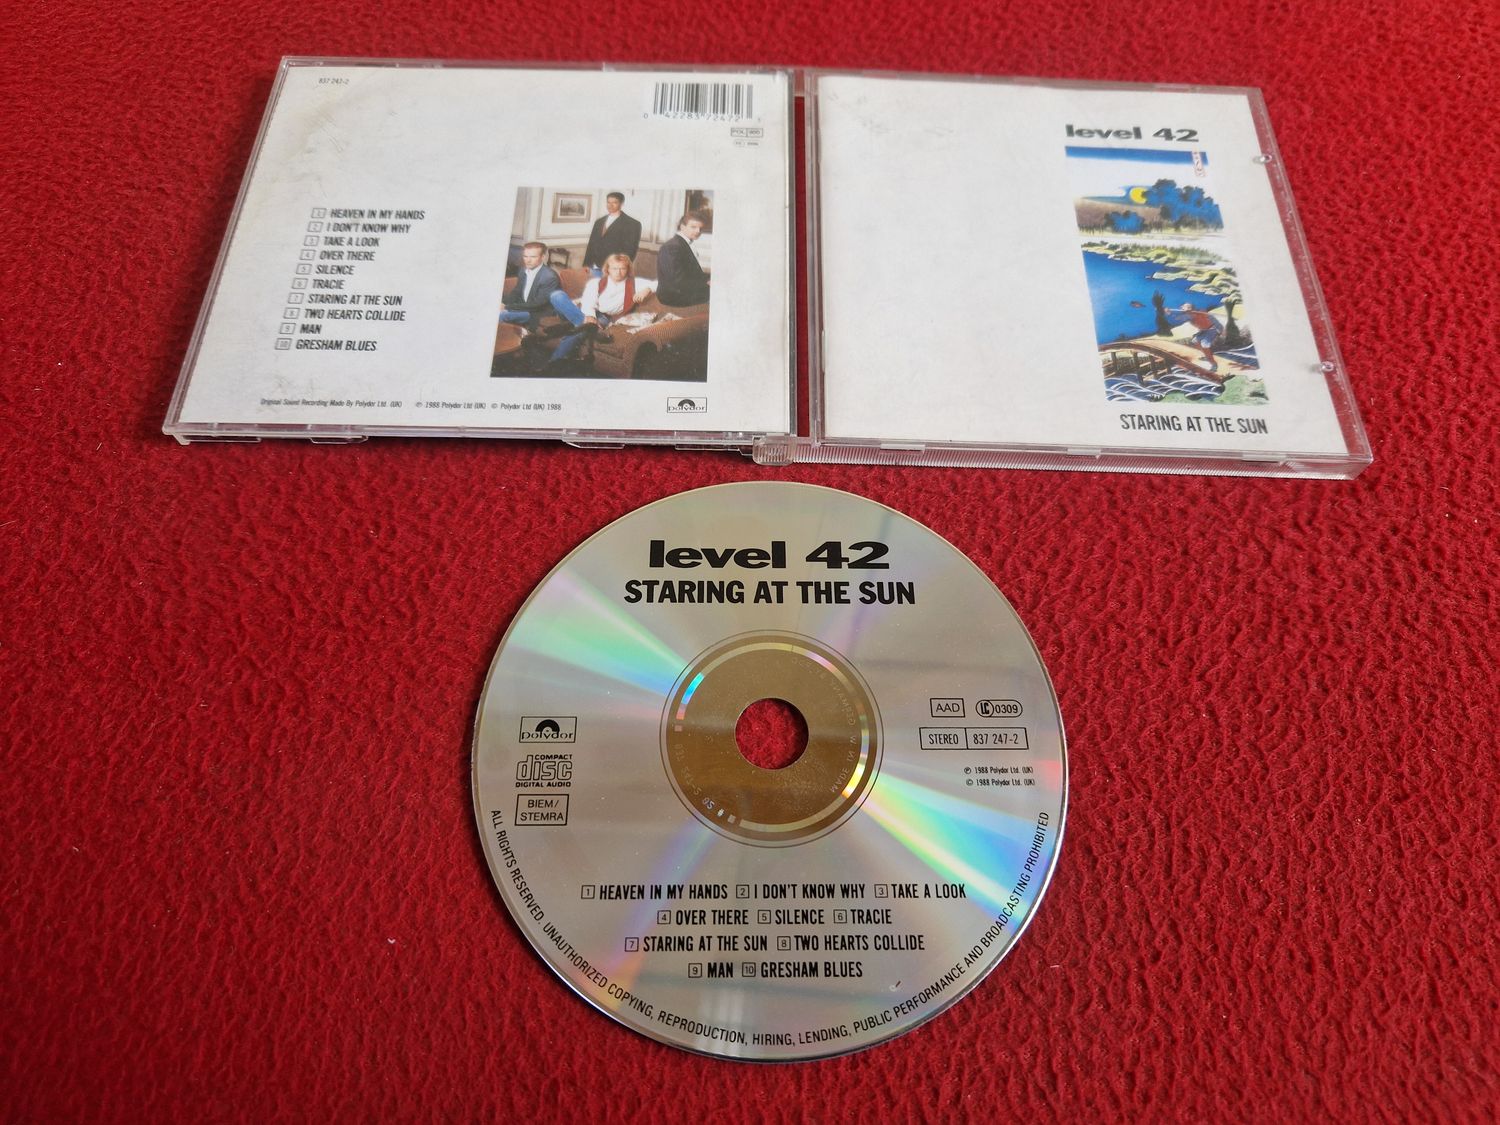 837 247-2
0 42283 72472 1
POL 900
1 HEAVEN IN MY HANDS
2 I DON'T KNOW WHY
3 TAKE A LOOK
4 OVER THERE
5 SILENCE
6 TRACIE
7 STARING AT THE SUN
8 TWO HEARTS COLLIDE
9 MAN
10 GRESHAM BLUES
Original Sound Recording Made By Polydor Ltd. (UK) ℗ 1988 Polydor Ltd (UK) © Polydor Ltd (UK) 1988
Polydor
level 42
STARING AT THE SUN
level 42
STARING AT THE SUN
Polydor
COMPACT
disc
DIGITAL AUDIO
BIEM/
STEMRA
AAD LC 0309
STEREO 837 247-2
℗ 1988 Polydor Ltd. (UK)
© 1988 Polydor Ltd. (UK)
MADE IN W. GERMANY
1 HEAVEN IN MY HANDS 2 I DON'T KNOW WHY 3 TAKE A LOOK
4 OVER THERE 5 SILENCE 6 TRACIE
7 STARING AT THE SUN 8 TWO HEARTS COLLIDE
9 MAN 10 GRESHAM BLUES
ALL RIGHTS RESERVED. UNAUTHORIZED COPYING, REPRODUCTION, HIRING, LENDING, PUBLIC PERFORMANCE AND BROADCASTING PROHIBITED